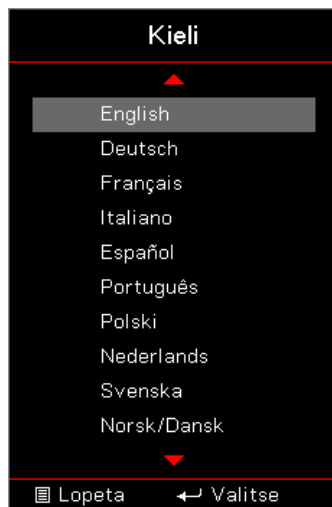 Kieli
English
Deutsch
Français
Italiano
Español
Português
Polski
Nederlands
Svenska
Norsk/Dansk
Lopeta Valitse